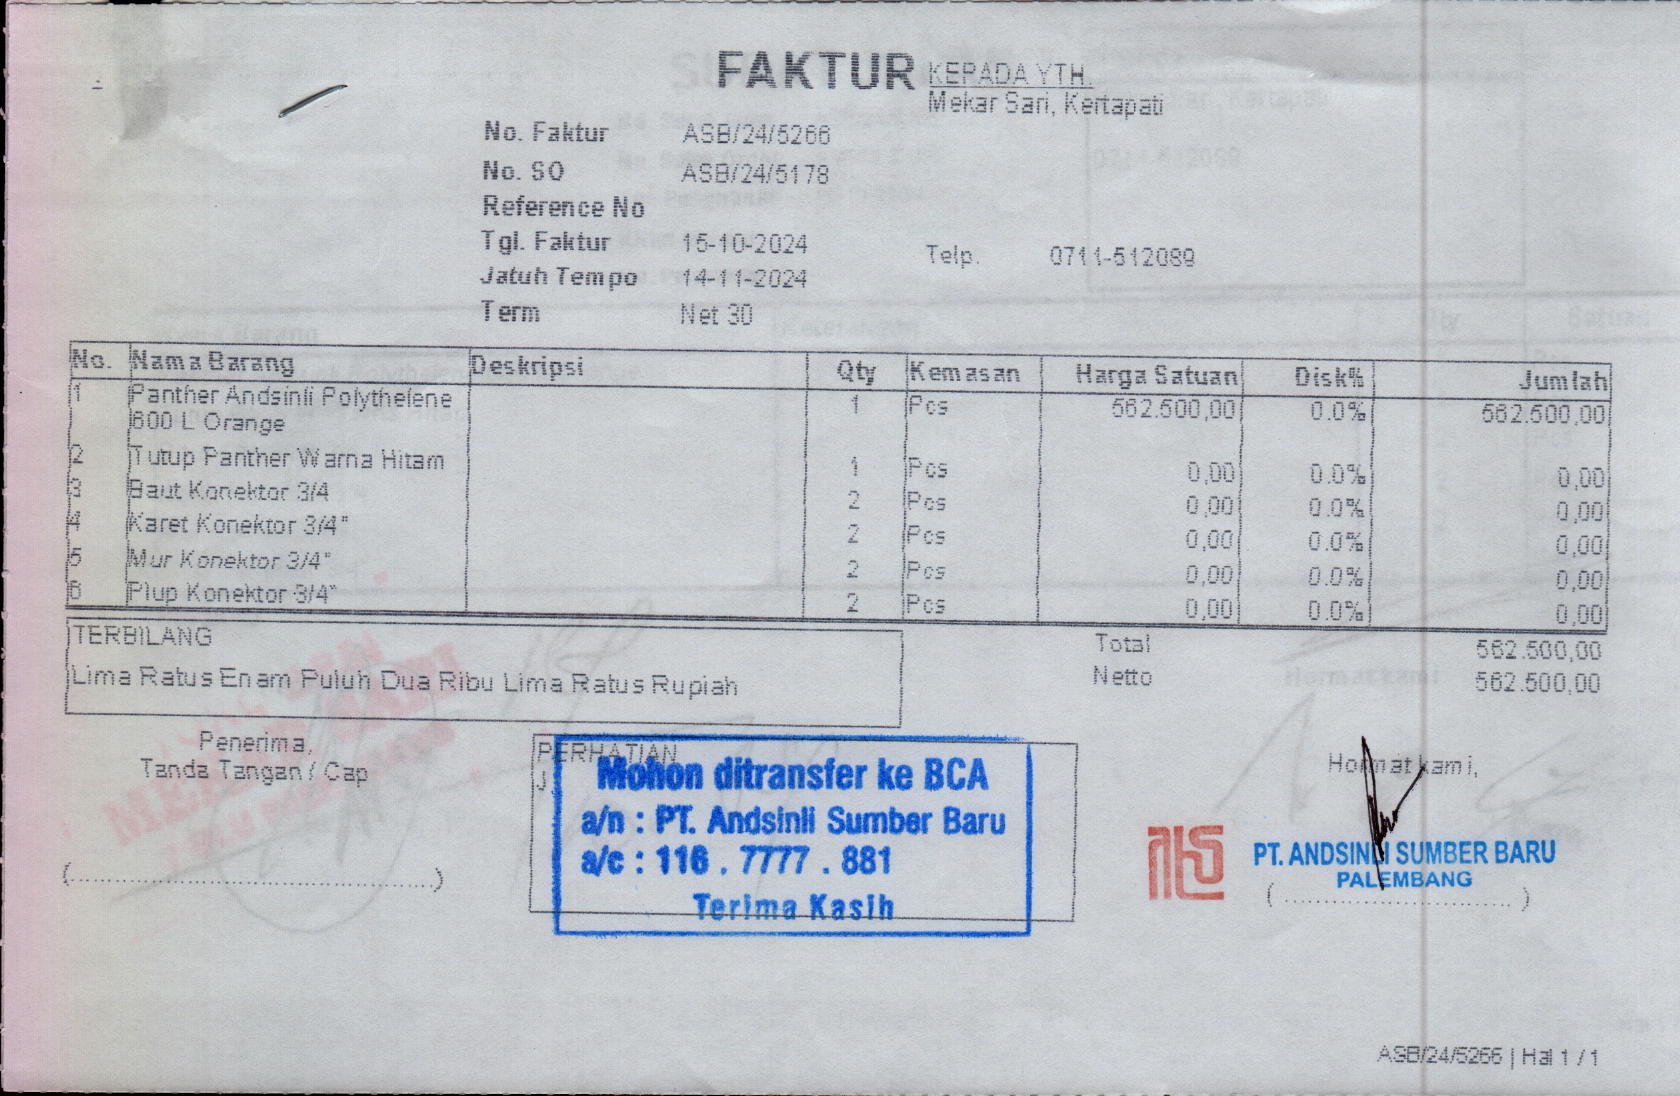 FAKTUR
KEPADA YTH.
Mekar Sari, Kertapati
No. Faktur ASB/24/5266
No. SO ASB/24/5178
Reference No
Tgl. Faktur 15-10-2024
Telp. 0711-512089
Jatuh Tempo 14-11-2024
Term Net 30
No. Nama Barang Deskripsi Qty Kemasan Harga Satuan Disk% Jumlah
1 Panther Andsinli Polythelene 1 Pcs 562.500,00 0.0% 562.500,00
600 L Orange
2 Tutup Panther Warna Hitam 1 Pcs 0,00 0.0% 0,00
3 Baut Konektor 3/4 2 Pcs 0,00 0.0% 0,00
4 Karet Konektor 3/4" 2 Pcs 0,00 0.0% 0,00
5 Mur Konektor 3/4" 2 Pcs 0,00 0.0% 0,00
6 Plup Konektor 3/4" 2 Pcs 0,00 0.0% 0,00
TERBILANG
Lima Ratus Enam Puluh Dua Ribu Lima Ratus Rupiah
Total 562.500,00
Netto 562.500,00
Penerima,
Tanda Tangan / Cap
(..................................................)
PERHATIAN
Mohon ditransfer ke BCA
a/n : PT. Andsinli Sumber Baru
a/c : 116 . 7777 . 881
Terima Kasih
Hormat kami,
PT. ANDSINLI SUMBER BARU
PALEMBANG
( ................................ )
ASB/24/5266 | Hal 1 / 1